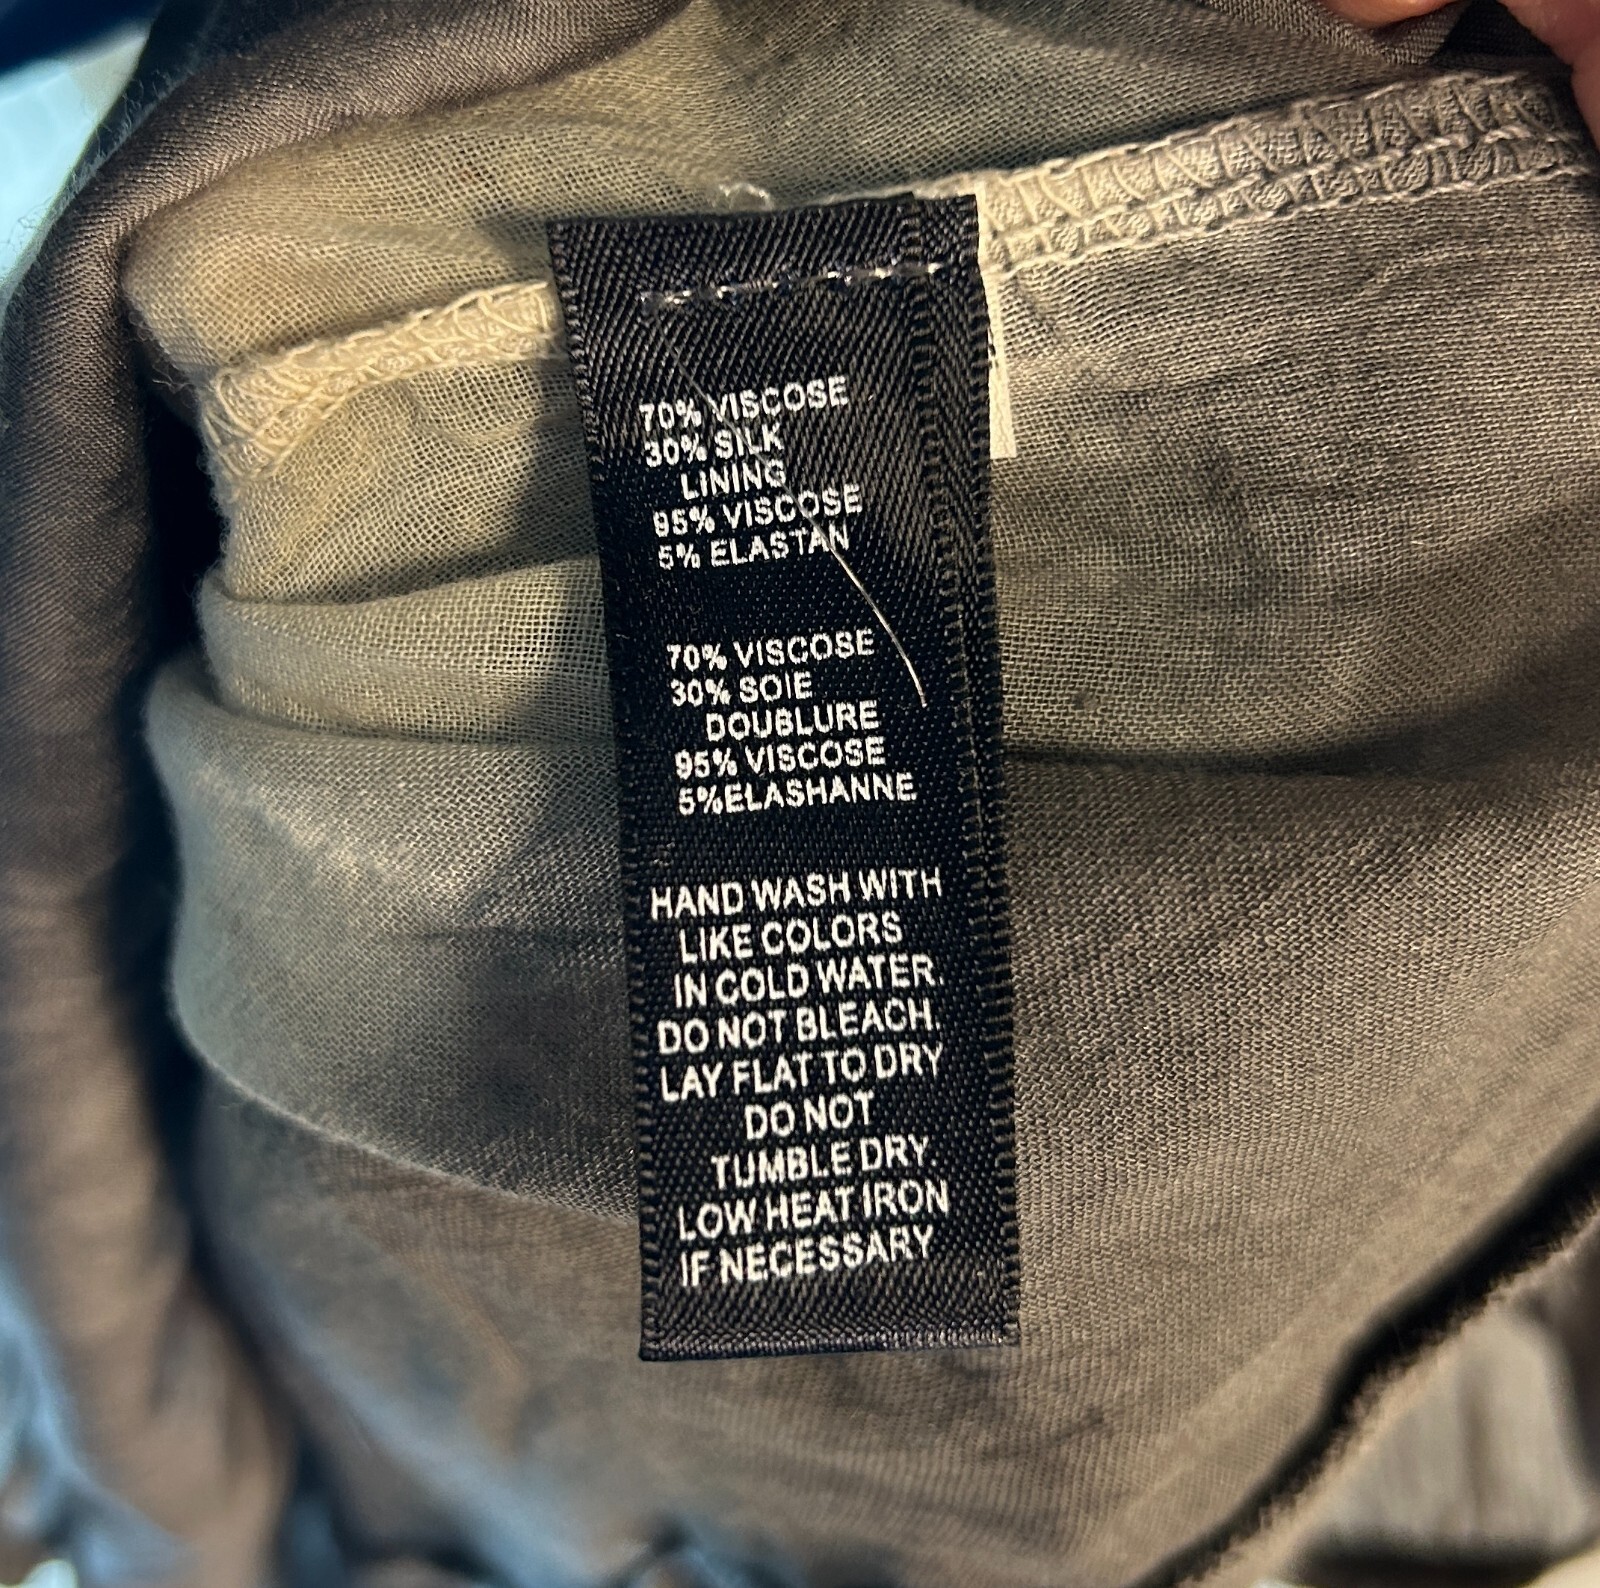 70% VISCOSE
30% SILK
LINING
95% VISCOSE
5% ELASTAN
70% VISCOSE
30% SOIE
DOUBLURE
95% VISCOSE
5%ELASHANNE
HAND WASH WITH
LIKE COLORS
IN COLD WATER.
DO NOT BLEACH.
LAY FLAT TO DRY
DO NOT
TUMBLE DRY.
LOW HEAT IRON
IF NECESSARY